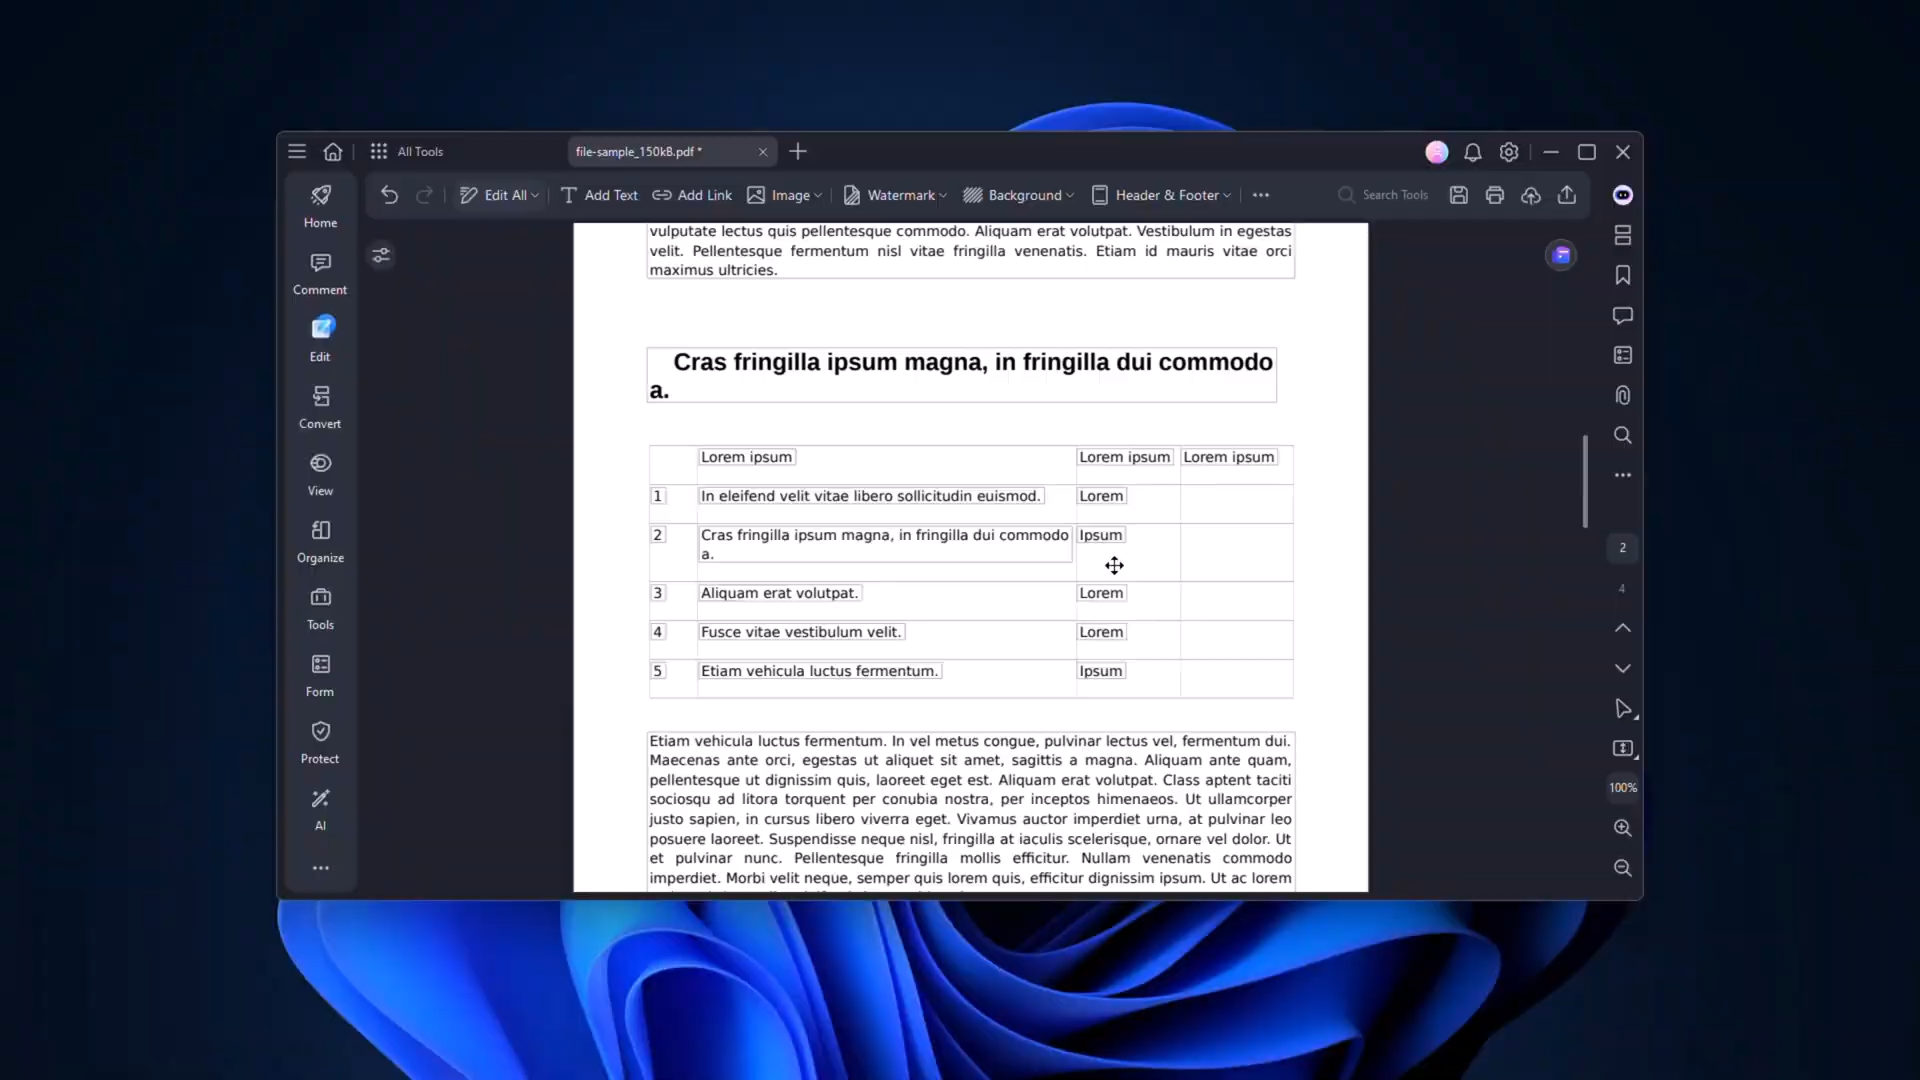 All Tools
file-sample_150kB.pdf *
Edit All
Add Text
Add Link
Image
Watermark
Background
Header & Footer
Search Tools
Home
Comment
Edit
Convert
View
Organize
Tools
Form
Protect
AI
vulputate lectus quis pellentesque commodo. Aliquam erat volutpat. Vestibulum in egestas
velit. Pellentesque fermentum nisl vitae fringilla venenatis. Etiam id mauris vitae orci
maximus ultricies.
Cras fringilla ipsum magna, in fringilla dui commodo
a.
Lorem ipsum Lorem ipsum Lorem ipsum
1 In eleifend velit vitae libero sollicitudin euismod. Lorem
2 Cras fringilla ipsum magna, in fringilla dui commodo Ipsum
a.
3 Aliquam erat volutpat. Lorem
4 Fusce vitae vestibulum velit. Lorem
5 Etiam vehicula luctus fermentum. Ipsum
Etiam vehicula luctus fermentum. In vel metus congue, pulvinar lectus vel, fermentum dui.
Maecenas ante orci, egestas ut aliquet sit amet, sagittis a magna. Aliquam ante quam,
pellentesque ut dignissim quis, laoreet eget est. Aliquam erat volutpat. Class aptent taciti
sociosqu ad litora torquent per conubia nostra, per inceptos himenaeos. Ut ullamcorper
justo sapien, in cursus libero viverra eget. Vivamus auctor imperdiet urna, at pulvinar leo
posuere laoreet. Suspendisse neque nisl, fringilla at iaculis scelerisque, ornare vel dolor. Ut
et pulvinar nunc. Pellentesque fringilla mollis efficitur. Nullam venenatis commodo
imperdiet. Morbi velit neque, semper quis lorem quis, efficitur dignissim ipsum. Ut ac lorem
2
4
100%